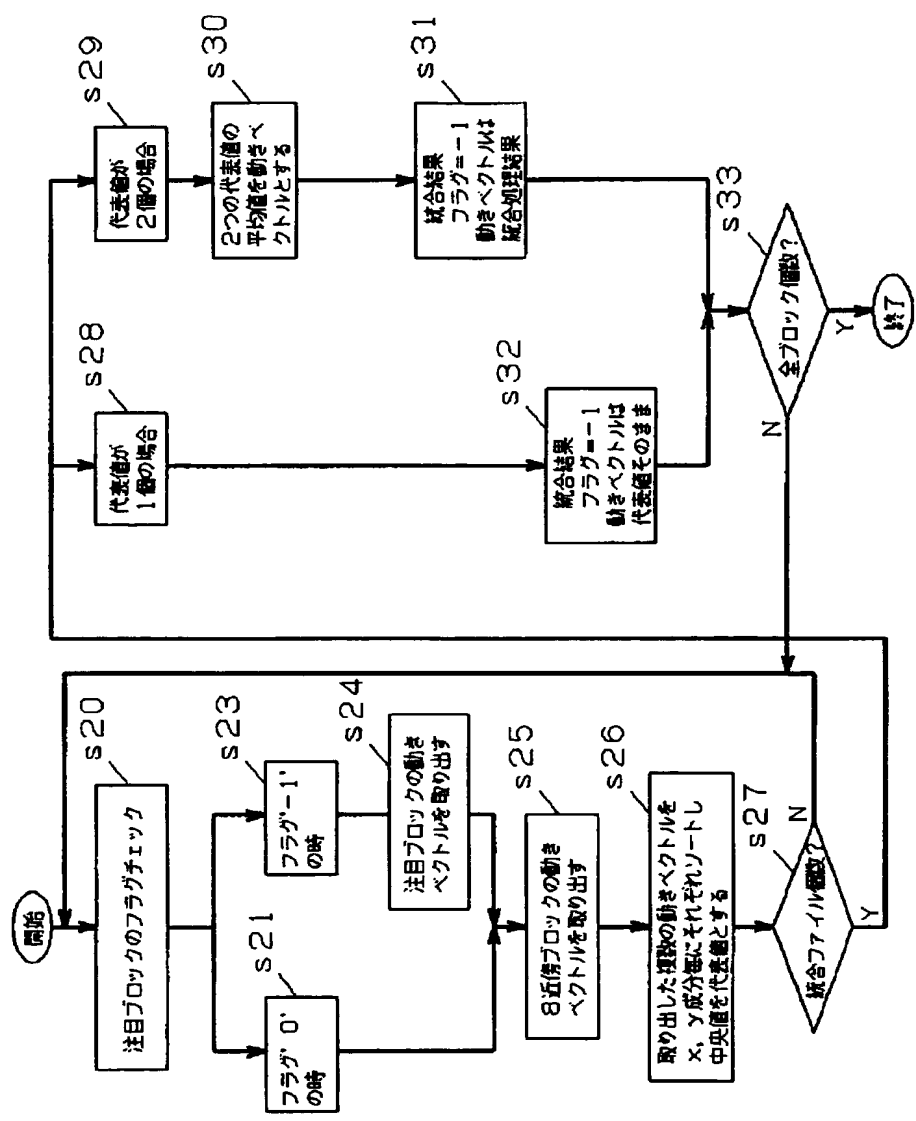 開始
s20
注目ブロックのフラグチェック
s21
フラグ'0'
の時
s23
フラグ'-1'
の時
s24
注目ブロックの動き
ベクトルを取り出す
s25
8近傍ブロックの動き
ベクトルを取り出す
s26
取り出した複数の動きベクトルを
x,y成分毎にそれぞれソートし
中央値を代表値とする
s27
統合ファイル個数?
N
Y
s28
代表値が
1個の場合
s29
代表値が
2個の場合
s30
2つの代表値の
平均値を動きベ
クトルとする
s31
統合結果
フラグ=-1
動きベクトルは
統合処理結果
s32
統合結果
フラグ=-1
動きベクトルは
代表値そのまま
s33
全ブロック個数?
N
Y
終了